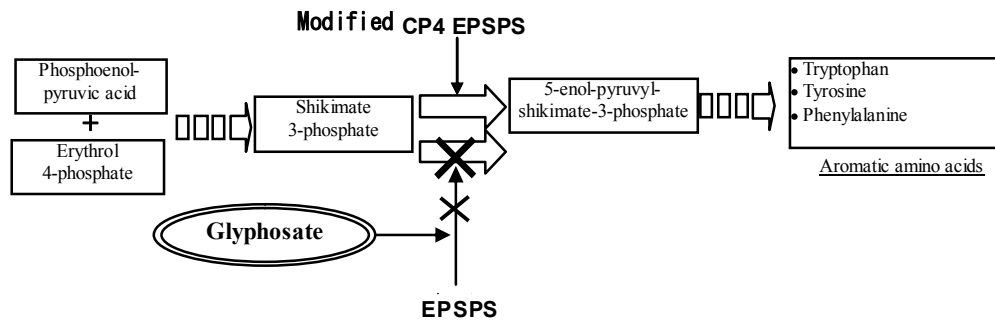 Modified CP4 EPSPS
Phosphoenol-
pyruvic acid
+
Erythrol
4-phosphate
Shikimate
3-phosphate
5-enol-pyruvyl-
shikimate-3-phosphate
• Tryptophan
• Tyrosine
• Phenylalanine
Aromatic amino acids
Glyphosate
EPSPS